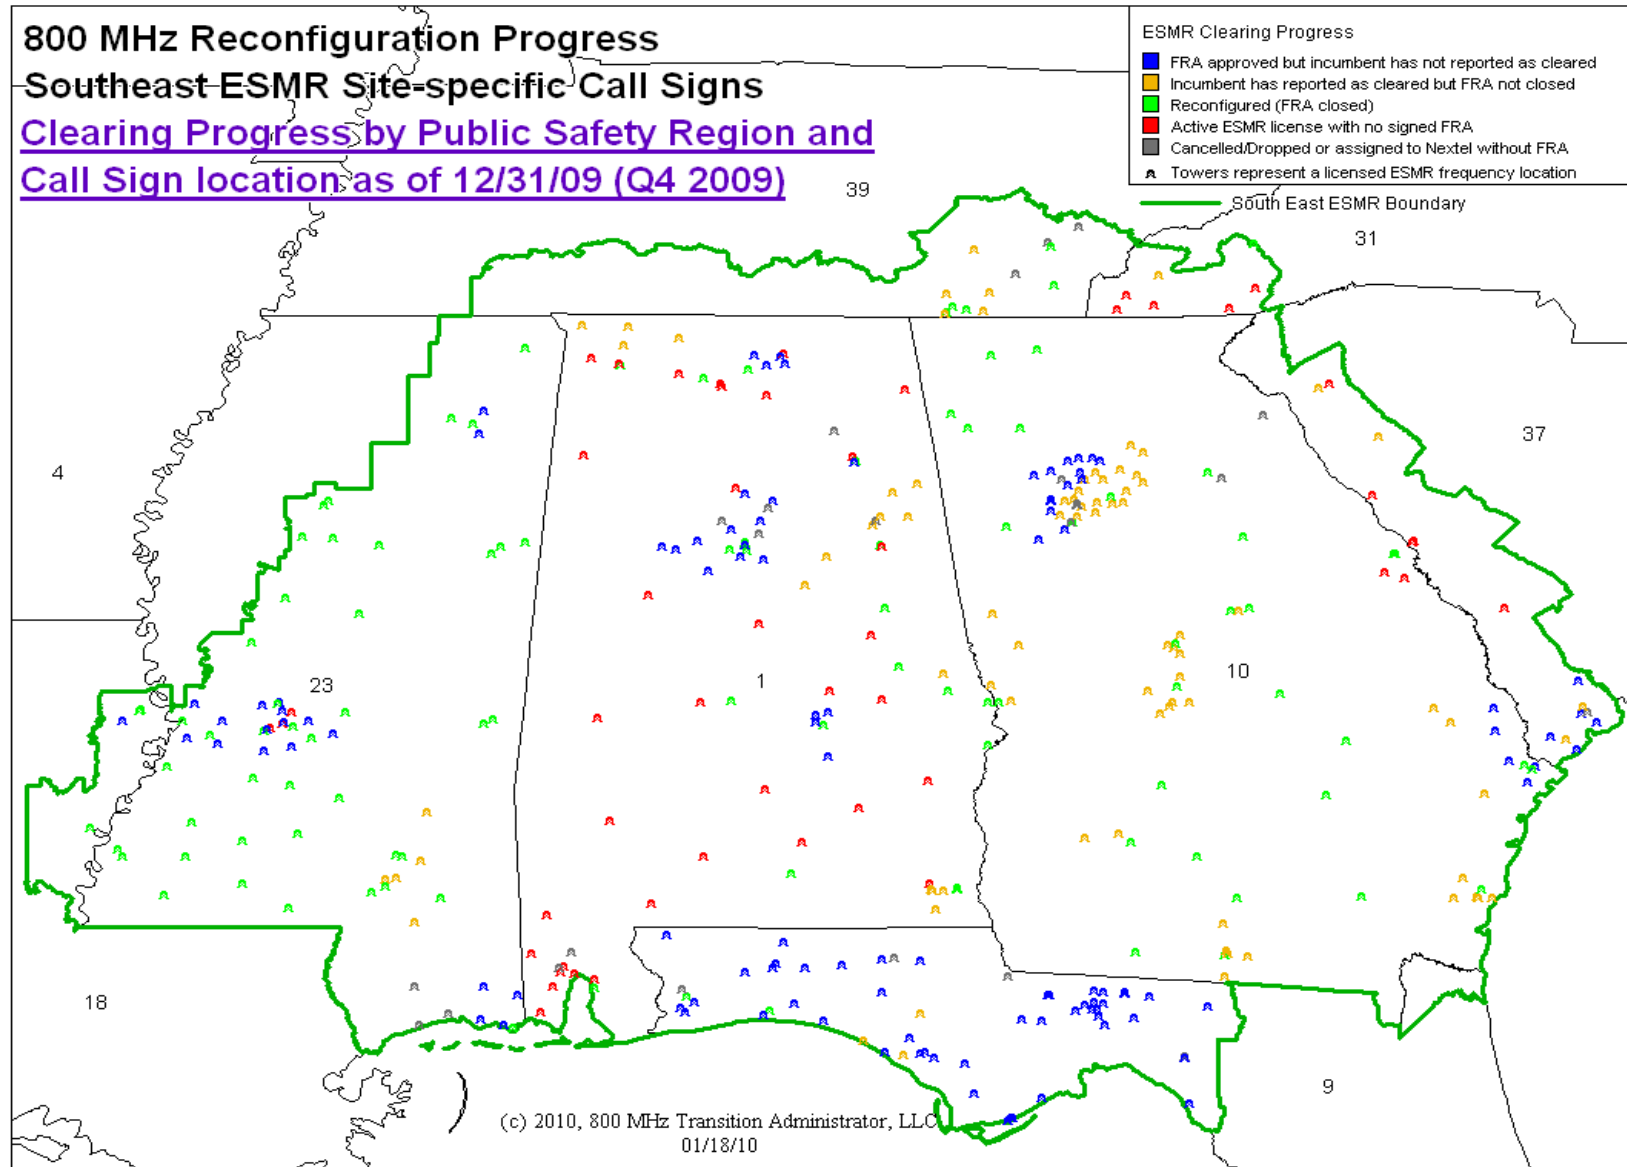 800 MHz Reconfiguration Progress
Southeast ESMR Site-specific Call Signs
Clearing Progress by Public Safety Region and
Call Sign location as of 12/31/09 (Q4 2009)
ESMR Clearing Progress
FRA approved but incumbent has not reported as cleared
Incumbent has reported as cleared but FRA not closed
Reconfigured (FRA closed)
Active ESMR license with no signed FRA
Cancelled/Dropped or assigned to Nextel without FRA
Towers represent a licensed ESMR frequency location
South East ESMR Boundary
39
31
4
37
23
1
10
18
9
(c) 2010, 800 MHz Transition Administrator, LLC
01/18/10